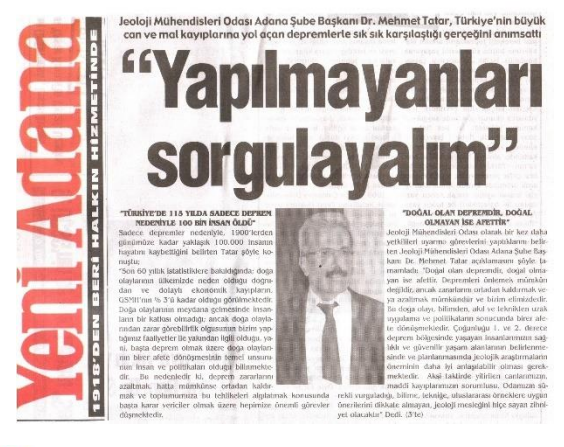 Yeni Adana
1918'DEN BERİ HALKIN HİZMETİNDE
Jeoloji Mühendisleri Odası Adana Şube Başkanı Dr. Mehmet Tatar, Türkiye'nin büyük
can ve mal kayıplarına yol açan depremlerle sık sık karşılaştığı gerçeğini anımsattı
“Yapılmayanları
sorgulayalım”
"TÜRKİYE'DE 115 YILDA SADECE DEPREM
NEDENİYLE 100 BİN İNSAN ÖLDÜ"
Sadece depremler nedeniyle, 1900'lerden
günümüze kadar yaklaşık 100.000 insanın
hayatını kaybettiğini belirten Tatar şöyle ko-
nuştu;
"Son 60 yıllık istatistiklere bakıldığında; doğa
olaylarının ülkemizde neden olduğu doğru-
dan ve dolaylı ekonomik kayıpların,
GSMH'nın % 3'ü kadar olduğu görülmektedir.
Doğa olaylarının meydana gelmesinde insan-
ların bir katkısı olmadığı; ancak doğa olayla-
rından zarar görebilirlik olgusunun bizim yap-
tığımız faaliyetler ile yakından ilgili olduğu, ya-
ni, başta deprem olmak üzere doğa olayları-
nın birer afete dönüşmesinin temel unsuru-
nun insan ve politikaları olduğu bilinmekte-
dir. Bu nedenledir ki, deprem zararlarını
azaltmak, hatta mümkünse ortadan kaldır-
mak ve toplumumuza bu tehlikeleri algılatmak konusunda
başta karar vericiler olmak üzere hepimize önemli görevler
düşmektedir.
"DOĞAL OLAN DEPREMDİR, DOĞAL
OLMAYAN İSE AFETTİR"
Jeoloji Mühendisleri Odası olarak bir kez daha
yetkilileri uyarmo görevlerini yaptıklarını belir-
ten Jeoloji Mühendisleri Odası Adana Şube Baş-
kanı Dr. Mehmet Tatar açıklamasını şöyle ta-
mamladı: "Doğal olan depremdir, doğal olma-
yan ise afettir. Depremleri önlemek mümkün
değildir, ancak zararlarını ortadan kaldırmak ve-
ya azaltmak mümkündür ve bizim elimizdedir.
Bu doğa olayı, bilimden, akıl ve teknikten uzak
uygulama ve politikaların sonucunda birer afe-
te dönüşmektedir. Çoğunluğu 1. ve 2. derece
deprem bölgesinde yaşayan insanlarımızın sağ-
lıklı ve güvenilir yaşam alanlarının belirlenme-
sinde ve planlanmasında jeolojik araştırmaların
öneminin daha iyi anlaşılabilir olması gerek-
mektedir. Aksi taktirde yitirilen canlarımızın,
maddi kayıplarımızın sorumlusu, Odamızın sü-
rekli vurguladığı, bilime, tekniğe, uluslararası örneklere uygun
önerilerini dikkate almayan, jeoloji mesleğini hiçe sayan zihni-
yet olacaktır" Dedi. (3'te)